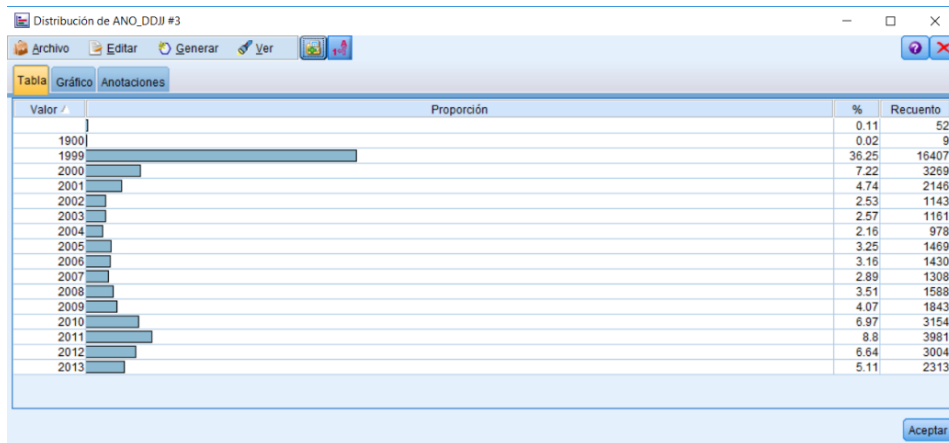 Distribución de ANO_DDJJ #3
Archivo Editar Generar Ver
Tabla Gráfico Anotaciones
Valor Proporción % Recuento
0.11 52
1900 0.02 9
1999 36.25 16407
2000 7.22 3269
2001 4.74 2146
2002 2.53 1143
2003 2.57 1161
2004 2.16 978
2005 3.25 1469
2006 3.16 1430
2007 2.89 1308
2008 3.51 1588
2009 4.07 1843
2010 6.97 3154
2011 8.8 3981
2012 6.64 3004
2013 5.11 2313
Aceptar